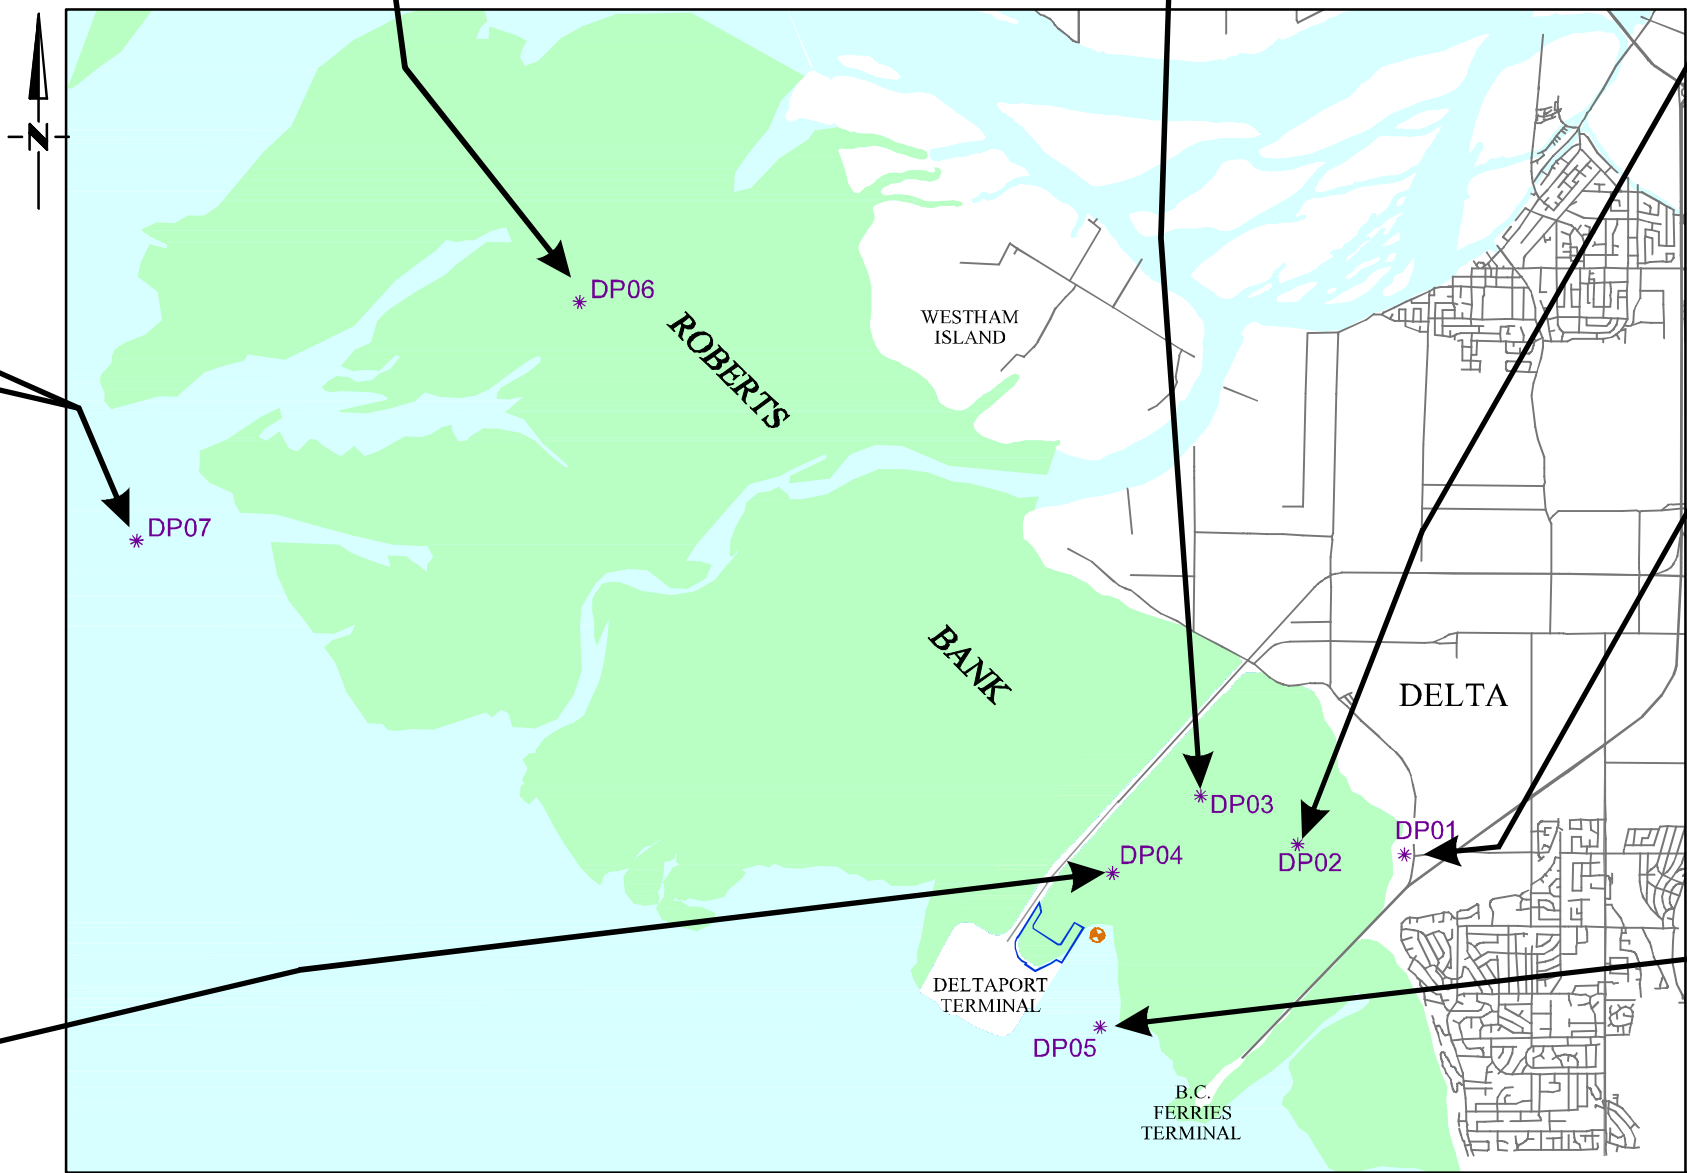 N
DP06
ROBERTS
WESTHAM
ISLAND
DP07
BANK
DELTA
DP03
DP01
DP04
DP02
DELTAPORT
TERMINAL
DP05
B.C.
FERRIES
TERMINAL